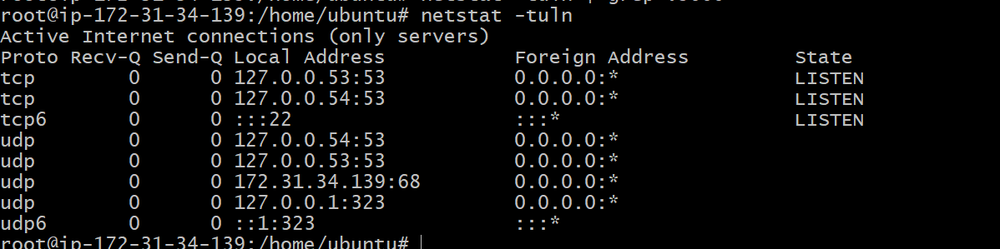 root@ip-172-31-34-139:/home/ubuntu# netstat -tuln
Active Internet connections (only servers)
Proto Recv-Q Send-Q Local Address           Foreign Address         State
tcp        0      0 127.0.0.53:53           0.0.0.0:*               LISTEN
tcp        0      0 127.0.0.54:53           0.0.0.0:*               LISTEN
tcp6       0      0 :::22                   :::*                    LISTEN
udp        0      0 127.0.0.54:53           0.0.0.0:*
udp        0      0 127.0.0.53:53           0.0.0.0:*
udp        0      0 172.31.34.139:68        0.0.0.0:*
udp        0      0 127.0.0.1:323           0.0.0.0:*
udp6       0      0 ::1:323                 :::*
root@ip-172-31-34-139:/home/ubuntu#